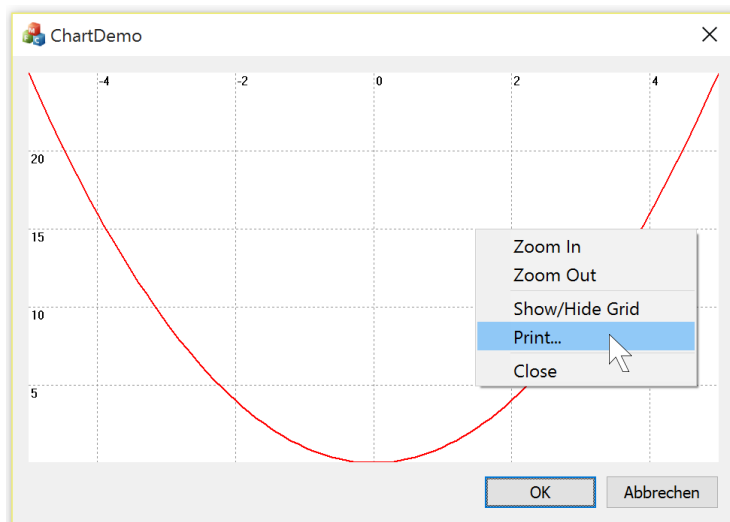 ChartDemo
-4 -2 0 2 4
20
15
Zoom In
Zoom Out
Show/Hide Grid
10
Print...
Close
5
OK Abbrechen